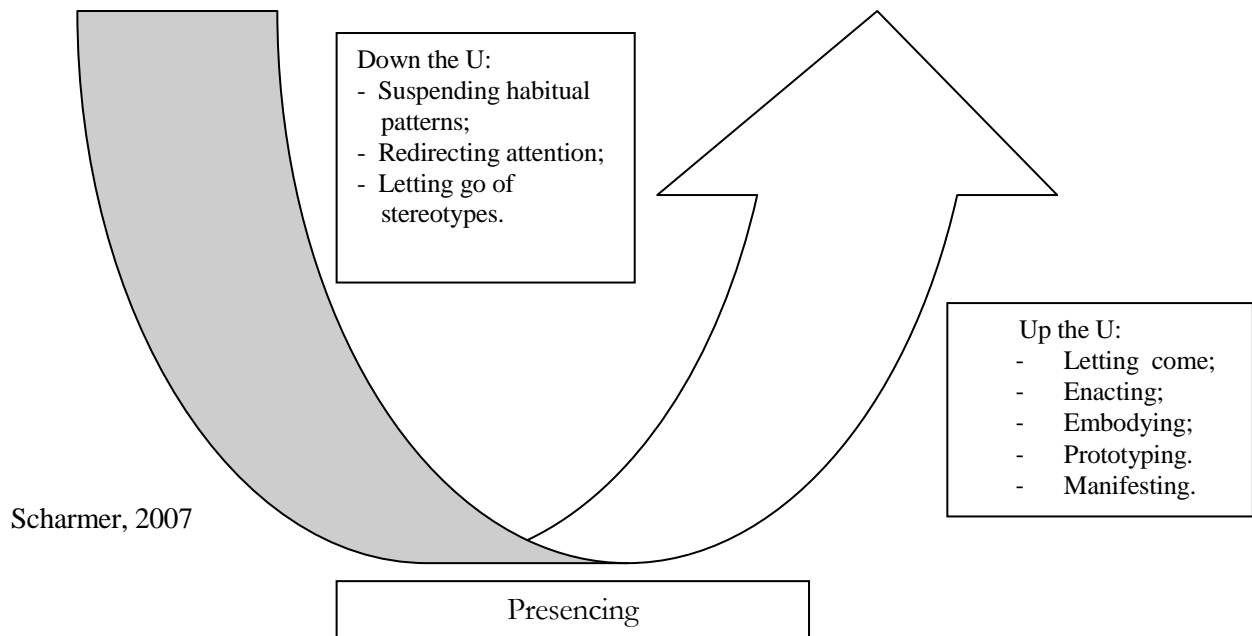 Down the U:
- Suspending habitual
patterns;
- Redirecting attention;
- Letting go of
stereotypes.
Up the U:
- Letting come;
- Enacting;
- Embodying;
- Prototyping.
- Manifesting.
Scharmer, 2007
Presencing